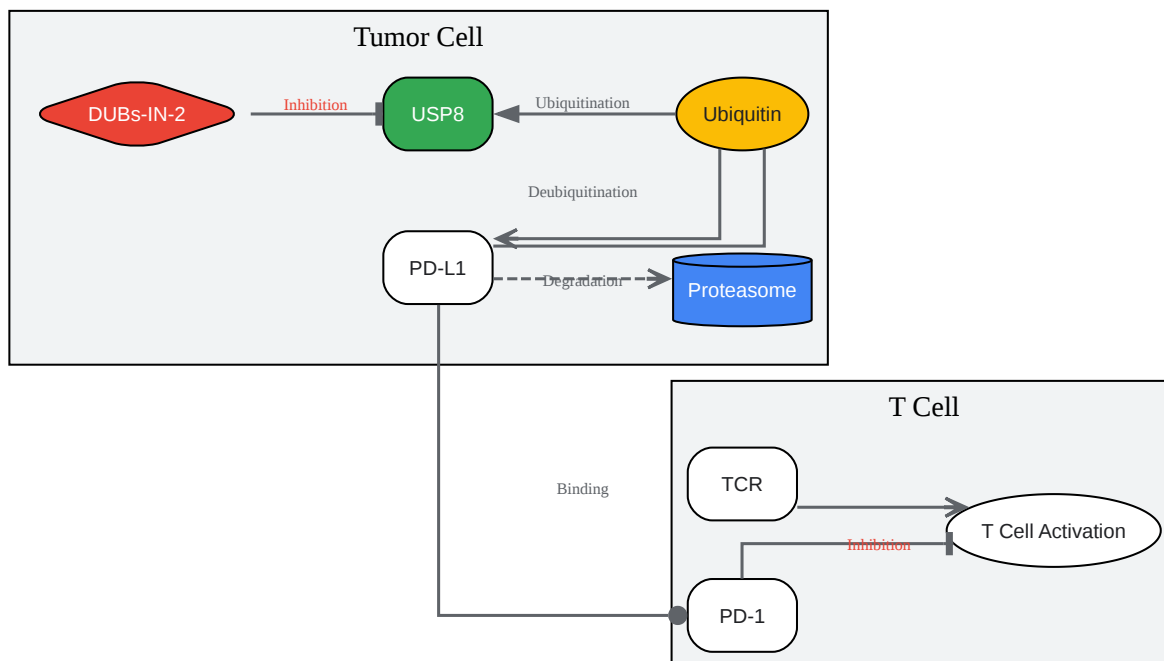 Tumor Cell
DUBs-IN-2
Inhibition
USP8
Ubiquitination
Ubiquitin
Deubiquitination
PD-L1
Degradation
Proteasome
T Cell
TCR
Binding
T Cell Activation
Inhibition
PD-1